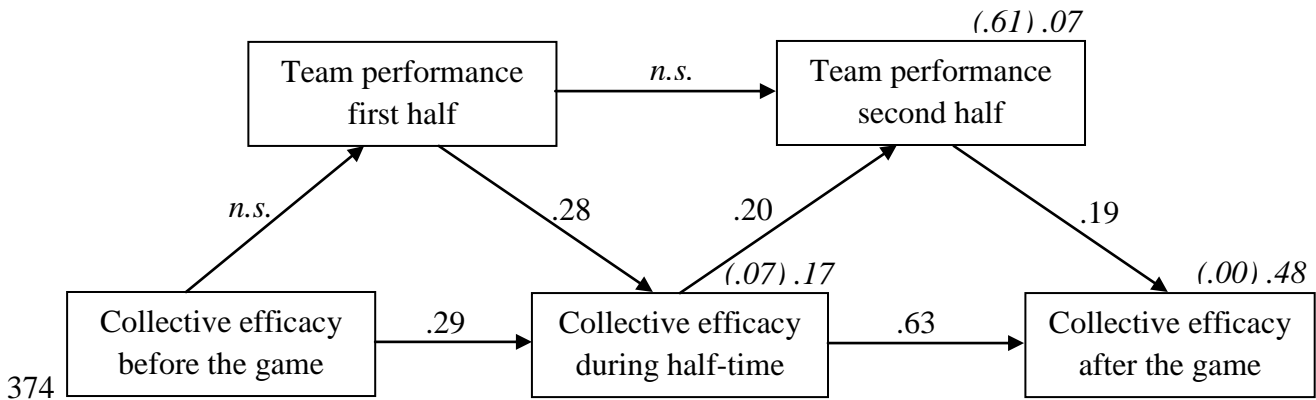 (.61) .07
Team performance
first half
n.s.
Team performance
second half
n.s.
.28
.20
.19
(.07) .17
(.00) .48
Collective efficacy
before the game
.29
Collective efficacy
during half-time
.63
Collective efficacy
after the game
374